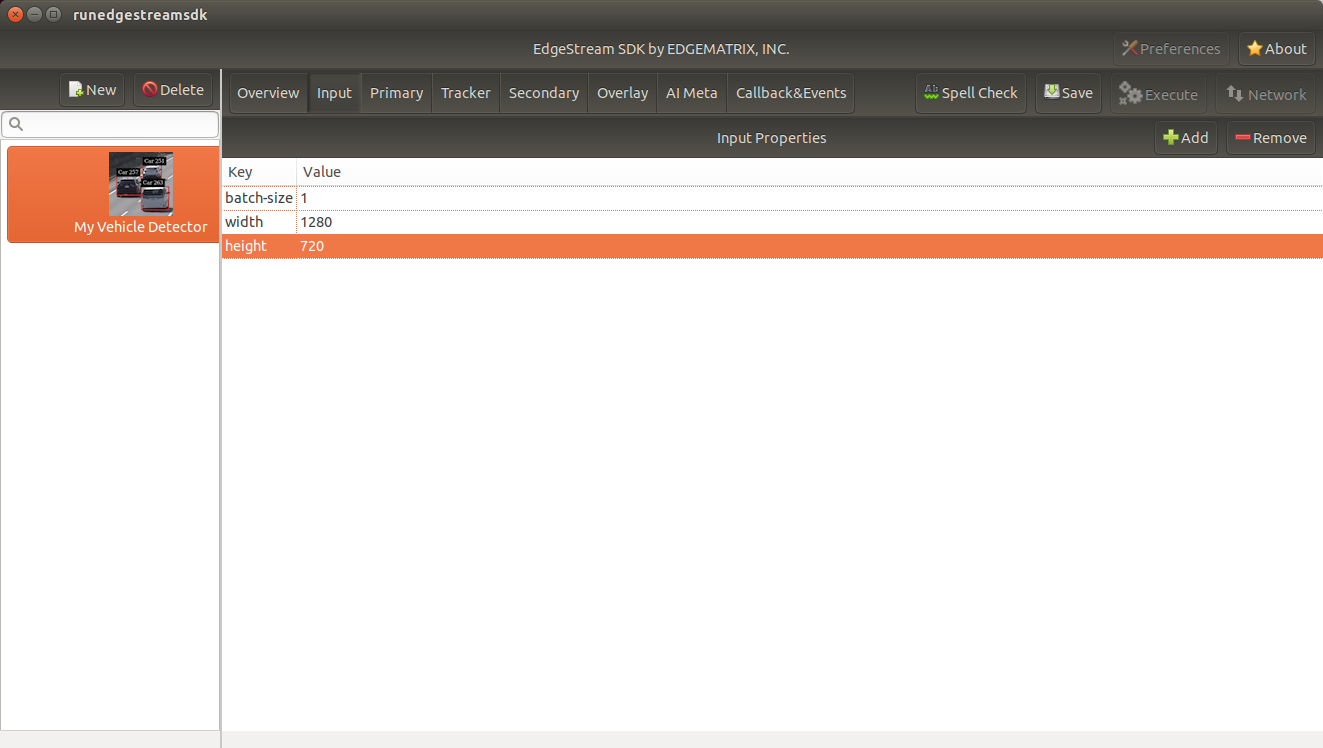 runedgestreamsdk
EdgeStream SDK by EDGEMATRIX, INC.
Preferences
About
New
Delete
Overview
Input
Primary
Tracker
Secondary
Overlay
AI Meta
Callback&Events
Spell Check
Save
Execute
Network
Input Properties
Add
Remove
Car 251
Car 257
Car 263
My Vehicle Detector
Key Value
batch-size 1
width 1280
height 720